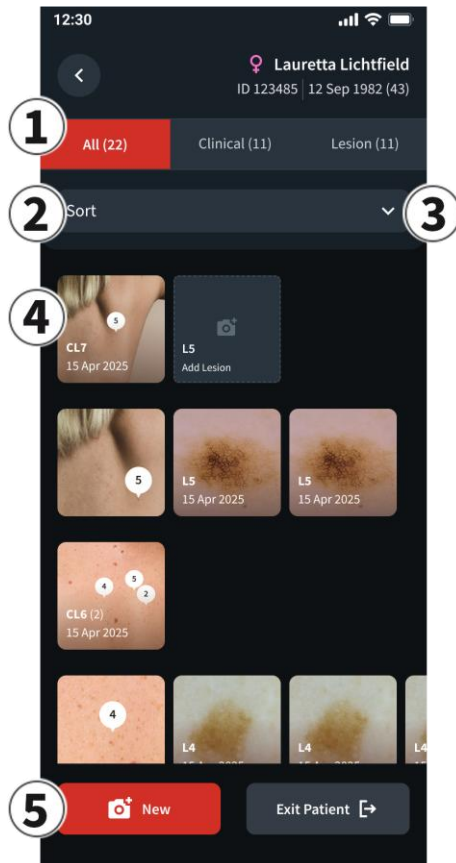 12:30
Lauretta Lichtfield
ID 123485 | 12 Sep 1982 (43)
1
All (22)
Clinical (11)
Lesion (11)
2
Sort
3
4
5
CL7
15 Apr 2025
L5
Add Lesion
5
L5
15 Apr 2025
L5
15 Apr 2025
4
5
2
CL6 (2)
15 Apr 2025
4
L4
L4
L4
5
New
Exit Patient